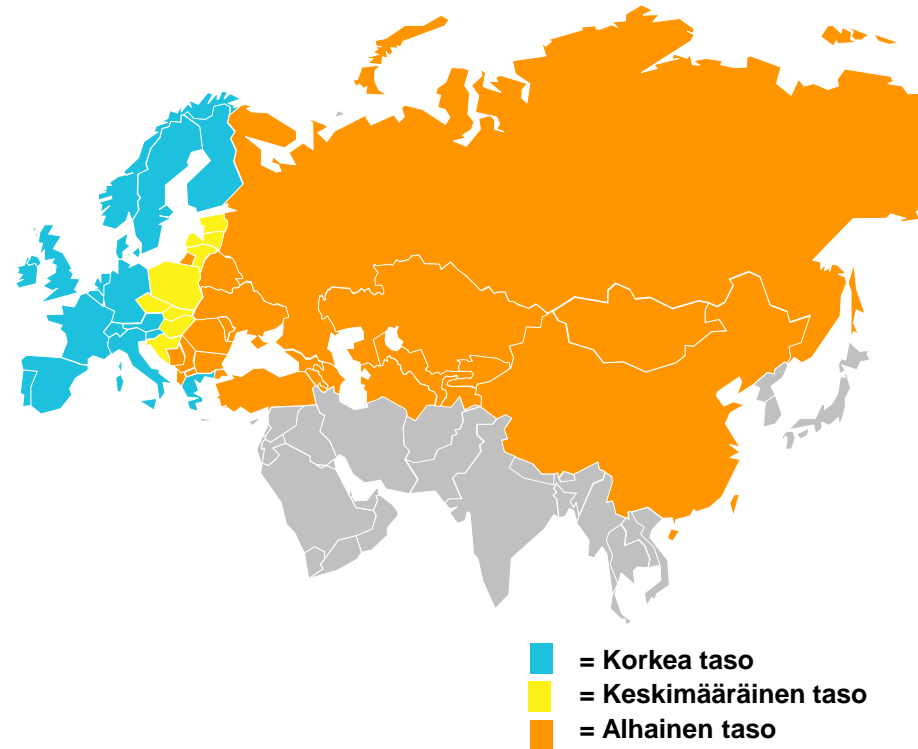 = Korkea taso
= Keskimääräinen taso
= Alhainen taso